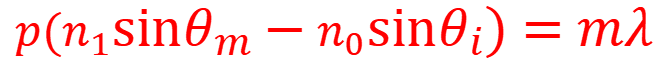 p(n₁sinθₘ − n₀sinθᵢ) = mλ